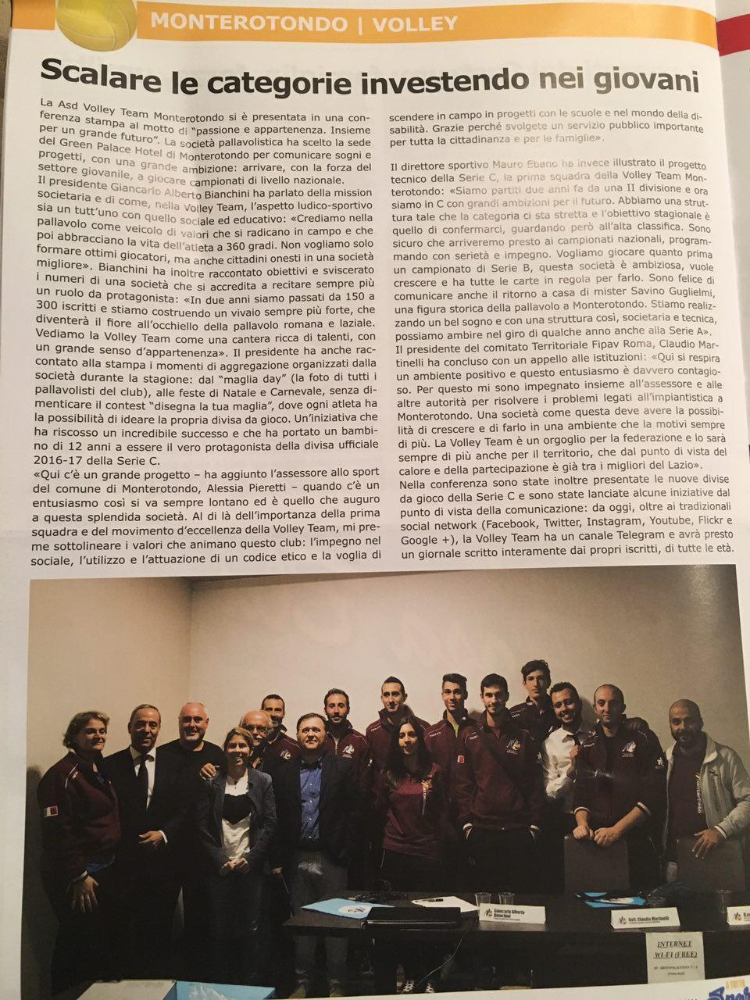 MONTEROTONDO | VOLLEY
Scalare le categorie investendo nei giovani
La Asd Volley Team Monterotondo si è presentata in una con-
ferenza stampa al motto di “passione e appartenenza. Insieme
per un grande futuro”. La società pallavolistica ha scelto la sede
del Green Palace Hotel di Monterotondo per comunicare sogni e
progetti, con una grande ambizione: arrivare, con la forza del
settore giovanile, a giocare campionati di livello nazionale.
Il presidente Giancarlo Alberto Bianchini ha parlato della mission
societaria e di come, nella Volley Team, l’aspetto ludico-sportivo
sia un tutt’uno con quello sociale ed educativo: «Crediamo nella
pallavolo come veicolo di valori che si radicano in campo e che
poi abbracciano la vita dell’atleta a 360 gradi. Non vogliamo solo
formare ottimi giocatori, ma anche cittadini onesti in una società
migliore». Bianchini ha inoltre raccontato obiettivi e sviscerato
i numeri di una società che si accredita a recitare sempre più
un ruolo da protagonista: «In due anni siamo passati da 150 a
300 iscritti e stiamo costruendo un vivaio sempre più forte, che
diventerà il fiore all’occhiello della pallavolo romana e laziale.
Vediamo la Volley Team come una cantera ricca di talenti, con
un grande senso d’appartenenza». Il presidente ha anche rac-
contato alla stampa i momenti di aggregazione organizzati dalla
società durante la stagione: dal “maglia day” (la foto di tutti i
pallavolisti del club), alle feste di Natale e Carnevale, senza di-
menticare il contest “disegna la tua maglia”, dove ogni atleta ha
la possibilità di ideare la propria divisa da gioco. Un’iniziativa che
ha riscosso un incredibile successo e che ha portato un bambi-
no di 12 anni a essere il vero protagonista della divisa ufficiale
2016-17 della Serie C.
«Qui c’è un grande progetto – ha aggiunto l’assessore allo sport
del comune di Monterotondo, Alessia Pieretti – quando c’è un
entusiasmo così si va sempre lontano ed è quello che auguro
a questa splendida società. Al di là dell’importanza della prima
squadra e del movimento d’eccellenza della Volley Team, mi pre-
me sottolineare i valori che animano questo club: l’impegno nel
sociale, l’utilizzo e l’attuazione di un codice etico e la voglia di
scendere in campo in progetti con le scuole e nel mondo della di-
sabilità. Grazie perché svolgete un servizio pubblico importante
per tutta la cittadinanza e per le famiglie».
Il direttore sportivo Mauro Ebano ha invece illustrato il progetto
tecnico della Serie C, la prima squadra della Volley Team Mon-
terotondo: «Siamo partiti due anni fa da una II divisione e ora
siamo in C con grandi ambizioni per il futuro. Abbiamo una strut-
tura tale che la categoria ci sta stretta e l’obiettivo stagionale è
quello di confermarci, guardando però all’alta classifica. Sono
sicuro che arriveremo presto ai campionati nazionali, program-
mando con serietà e impegno. Vogliamo giocare quanto prima
un campionato di Serie B, questa società è ambiziosa, vuole
crescere e ha tutte le carte in regola per farlo. Sono felice di
comunicare anche il ritorno a casa di mister Savino Guglielmi,
una figura storica della pallavolo a Monterotondo. Stiamo realiz-
zando un bel sogno e con una struttura così, societaria e tecnica,
possiamo ambire nel giro di qualche anno anche alla Serie A».
Il presidente del comitato Territoriale Fipav Roma, Claudio Mar-
tinelli ha concluso con un appello alle istituzioni: «Qui si respira
un ambiente positivo e questo entusiasmo è davvero contagio-
so. Per questo mi sono impegnato insieme all’assessore e alle
altre autorità per risolvere i problemi legati all’impiantistica a
Monterotondo. Una società come questa deve avere la possibi-
lità di crescere e di farlo in una ambiente che la motivi sempre
di più. La Volley Team è un orgoglio per la federazione e lo sarà
sempre di più anche per il territorio, che dal punto di vista del
calore e della partecipazione è già tra i migliori del Lazio».
Nella conferenza sono state inoltre presentate le nuove divise
da gioco della Serie C e sono state lanciate alcune iniziative dal
punto di vista della comunicazione: da oggi, oltre ai tradizionali
social network (Facebook, Twitter, Instagram, Youtube, Flickr e
Google +), la Volley Team ha un canale Telegram e avrà presto
un giornale scritto interamente dai propri iscritti, di tutte le età.
Giancarlo Alberto
Bianchini
Dott. Claudio Martinelli
INTERNET
WI-FI (FREE)
A TUTTO